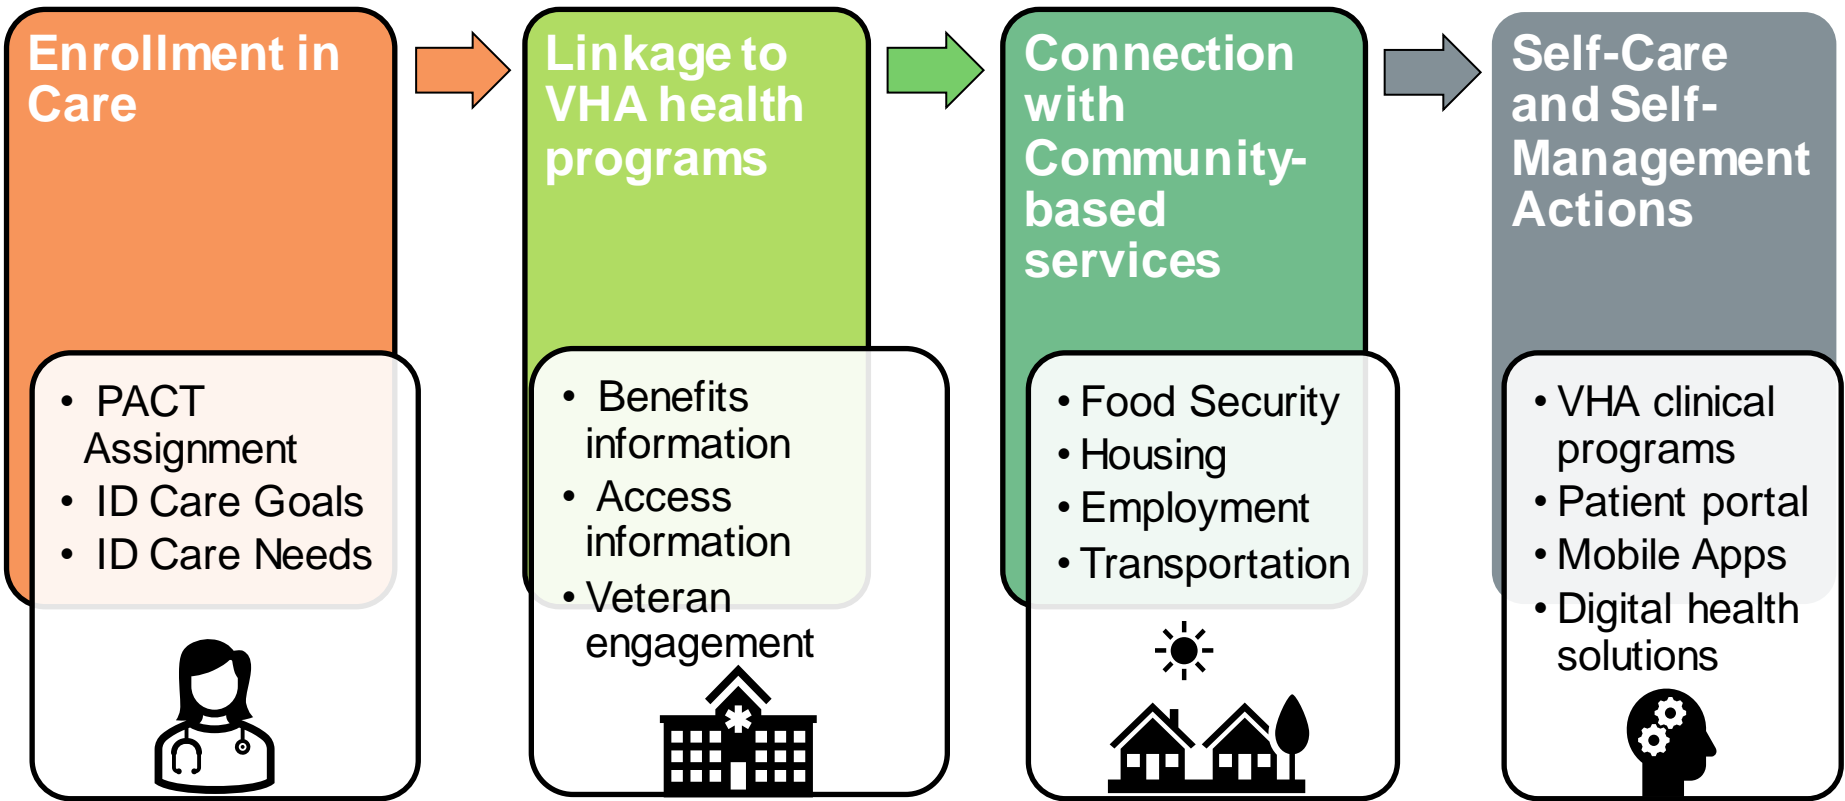 Enrollment in
Care
• PACT
Assignment
• ID Care Goals
• ID Care Needs
Linkage to
VHA health
programs
• Benefits
information
• Access
information
• Veteran
engagement
Connection
with
Community-
based
services
• Food Security
• Housing
• Employment
• Transportation
Self-Care
and Self-
Management
Actions
• VHA clinical
programs
• Patient portal
• Mobile Apps
• Digital health
solutions